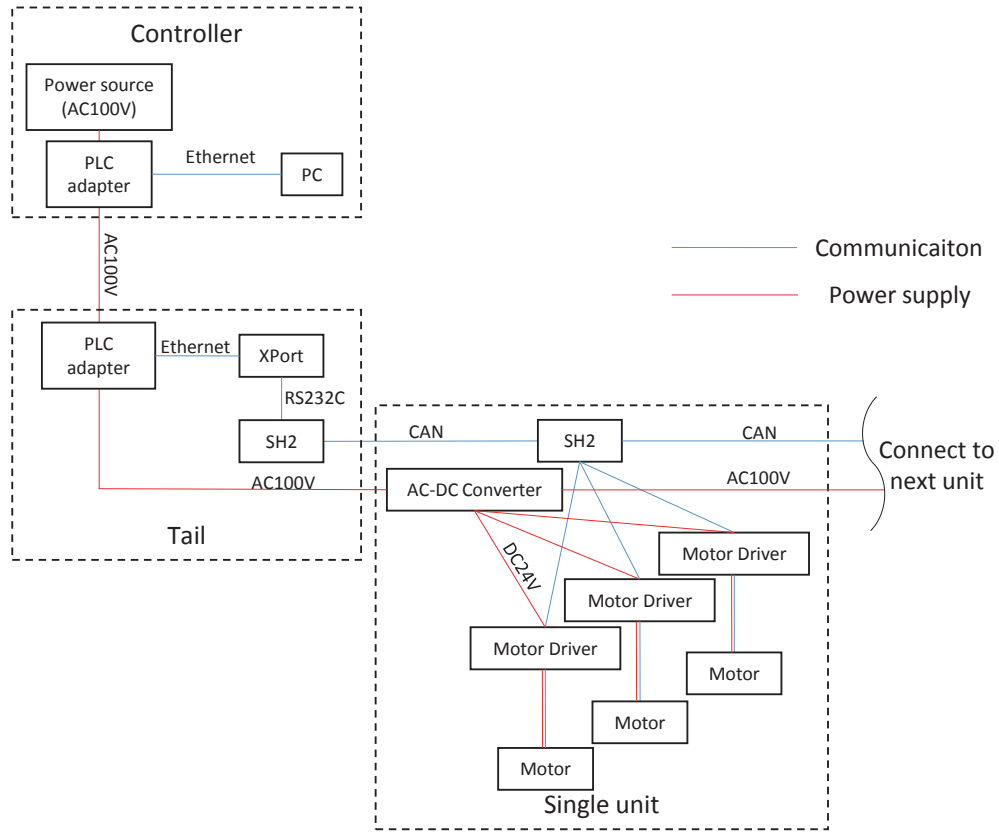 Controller
Power source
(AC100V)
PLC
adapter
Ethernet
PC
AC100V
Communicaiton
Power supply
PLC
adapter
Ethernet
XPort
RS232C
SH2
AC100V
Tail
CAN
SH2
CAN
AC-DC Converter
AC100V
Connect to
next unit
DC24V
Motor Driver
Motor Driver
Motor Driver
Motor
Motor
Motor
Single unit